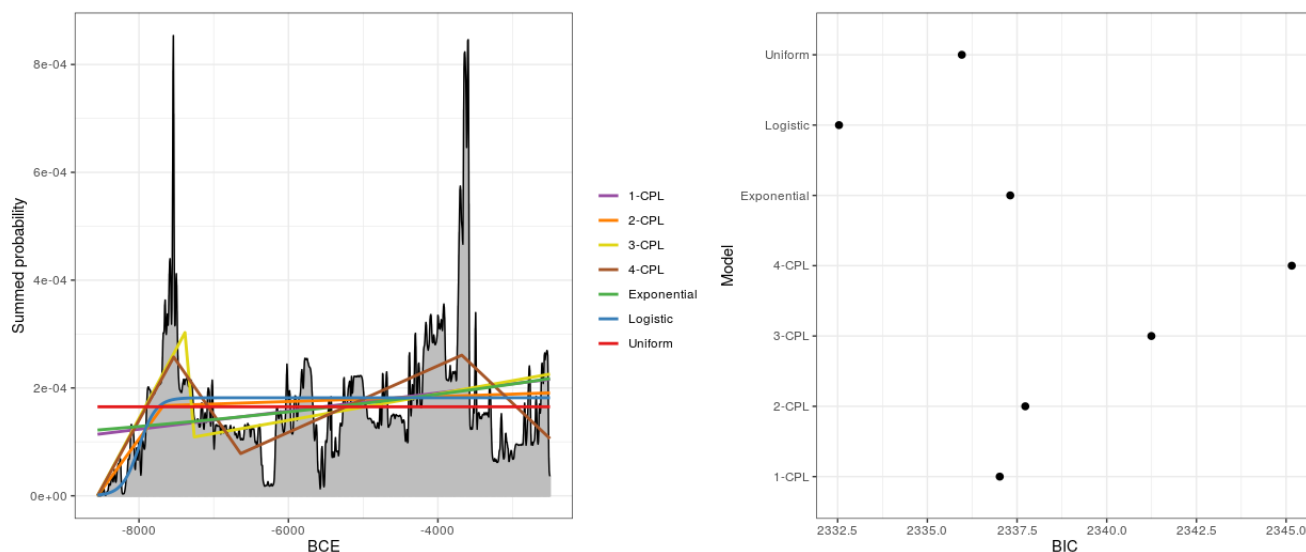 8e-04
6e-04
4e-04
2e-04
0e+00
Summed probability
-8000
-6000
-4000
BCE
1-CPL
2-CPL
3-CPL
4-CPL
Exponential
Logistic
Uniform
Uniform
Logistic
Exponential
4-CPL
3-CPL
2-CPL
1-CPL
Model
2332.5
2335.0
2337.5
2340.0
2342.5
2345.0
BIC